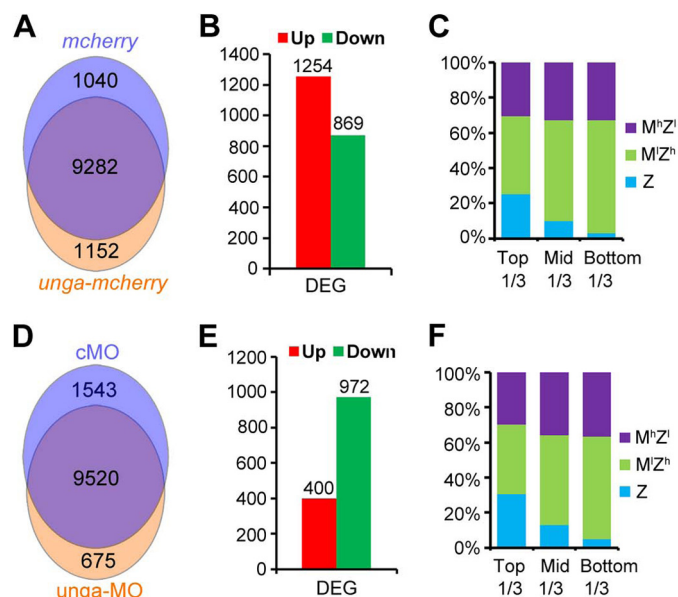 A
mcherry
1040
9282
1152
unga-mcherry
B
Up Down
1400
1200
1000
800
600
400
200
0
1254
869
DEG
C
100%
80%
60%
40%
20%
0%
Top Mid Bottom
1/3 1/3 1/3
MʰZˡ
MˡZʰ
Z
D
cMO
1543
9520
675
unga-MO
E
Up Down
1200
1000
800
600
400
200
0
400
972
DEG
F
100%
80%
60%
40%
20%
0%
Top Mid Bottom
1/3 1/3 1/3
MʰZˡ
MˡZʰ
Z